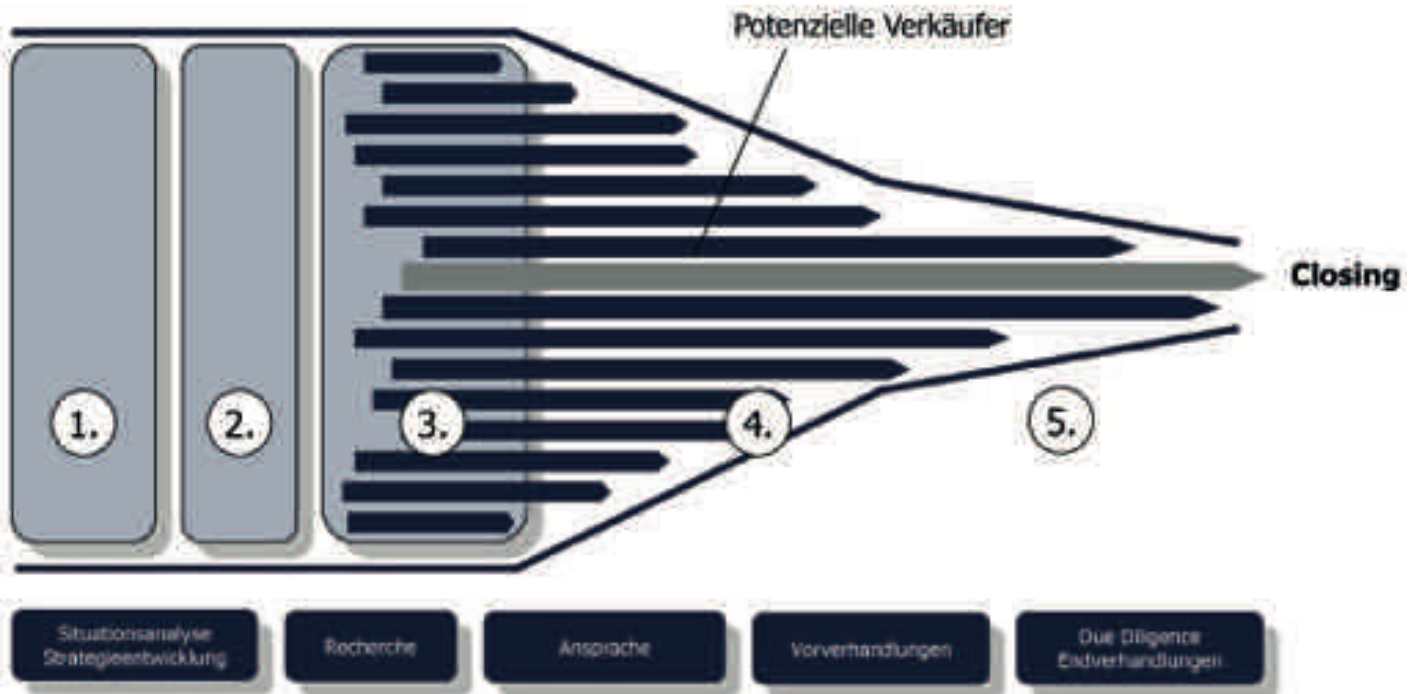 Potenzielle Verkäufer
Closing
1.
2.
3.
4.
5.
Situationsanalyse
Strategieentwicklung
Recherche
Ansprache
Vorverhandlungen
Due Diligence
Endverhandlungen